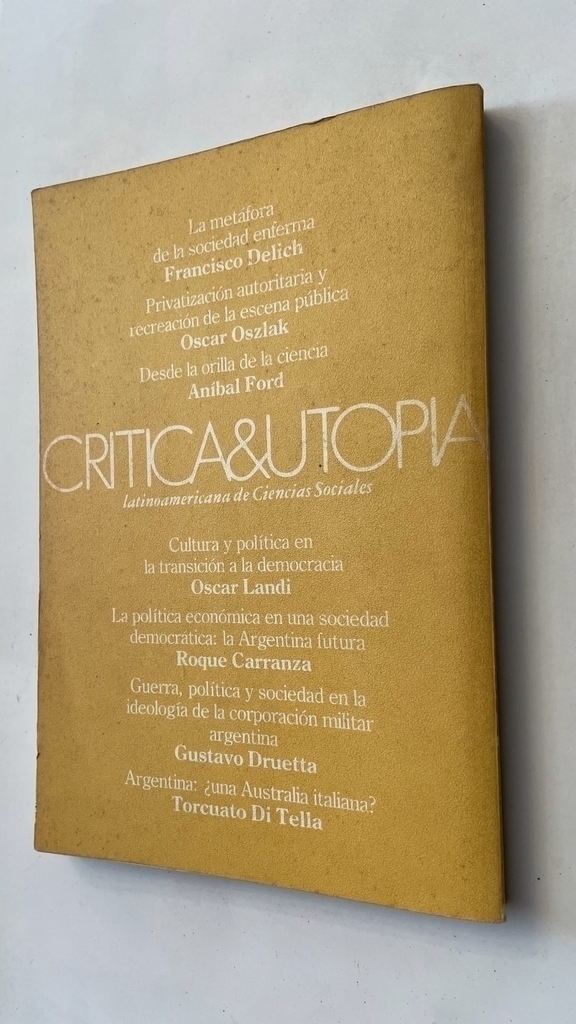 La metáfora
de la sociedad enferma
Francisco Delich
Privatización autoritaria y
recreación de la escena pública
Oscar Oszlak
Desde la orilla de la ciencia
Aníbal Ford
CRITICA&UTOPIA
latinoamericana de Ciencias Sociales
Cultura y política en
la transición a la democracia
Oscar Landi
La política económica en una sociedad
democrática: la Argentina futura
Roque Carranza
Guerra, política y sociedad en la
ideología de la corporación militar
argentina
Gustavo Druetta
Argentina: ¿una Australia italiana?
Torcuato Di Tella